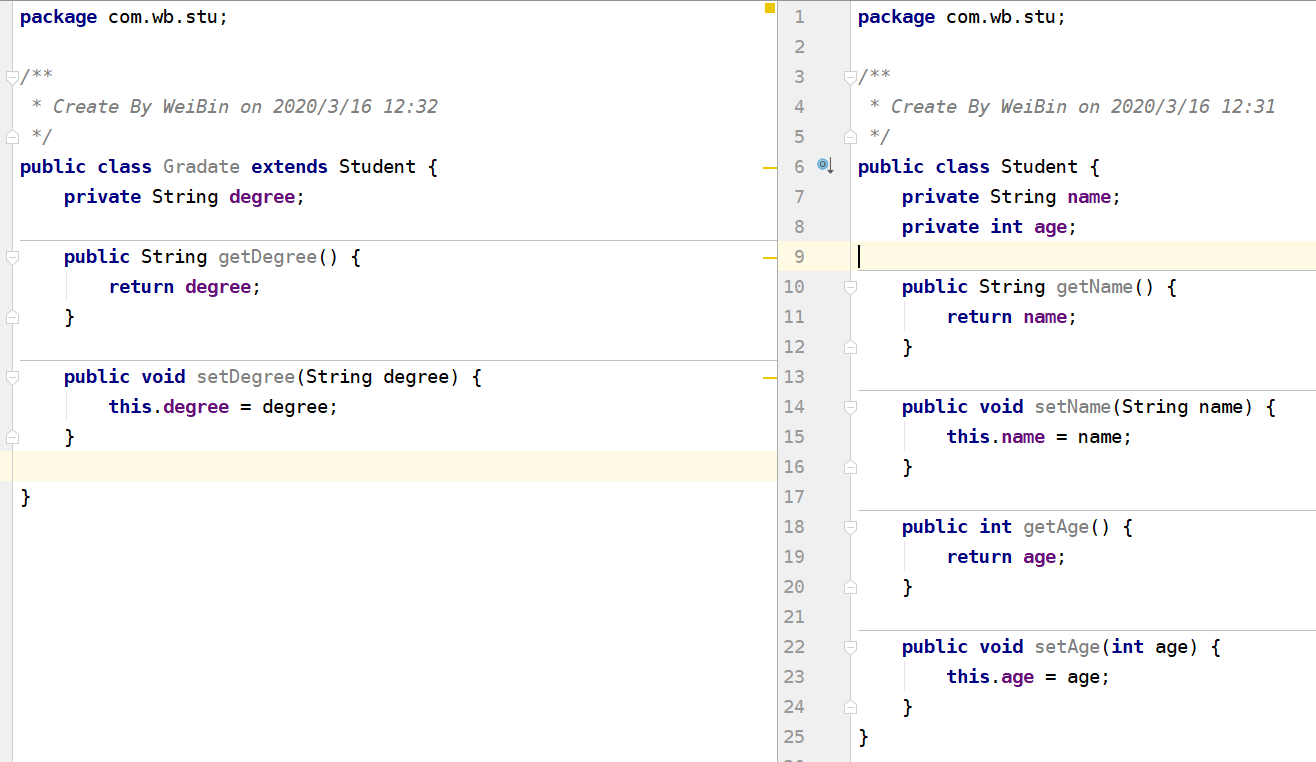 package com.wb.stu;
/**
 * Create By WeiBin on 2020/3/16 12:32
 */
public class Gradate extends Student {
    private String degree;
    public String getDegree() {
        return degree;
    }
    public void setDegree(String degree) {
        this.degree = degree;
    }
}
1 package com.wb.stu;
2
3 /**
4  * Create By WeiBin on 2020/3/16 12:31
5  */
6 public class Student {
7     private String name;
8     private int age;
9
10     public String getName() {
11         return name;
12     }
13
14     public void setName(String name) {
15         this.name = name;
16     }
17
18     public int getAge() {
19         return age;
20     }
21
22     public void setAge(int age) {
23         this.age = age;
24     }
25 }